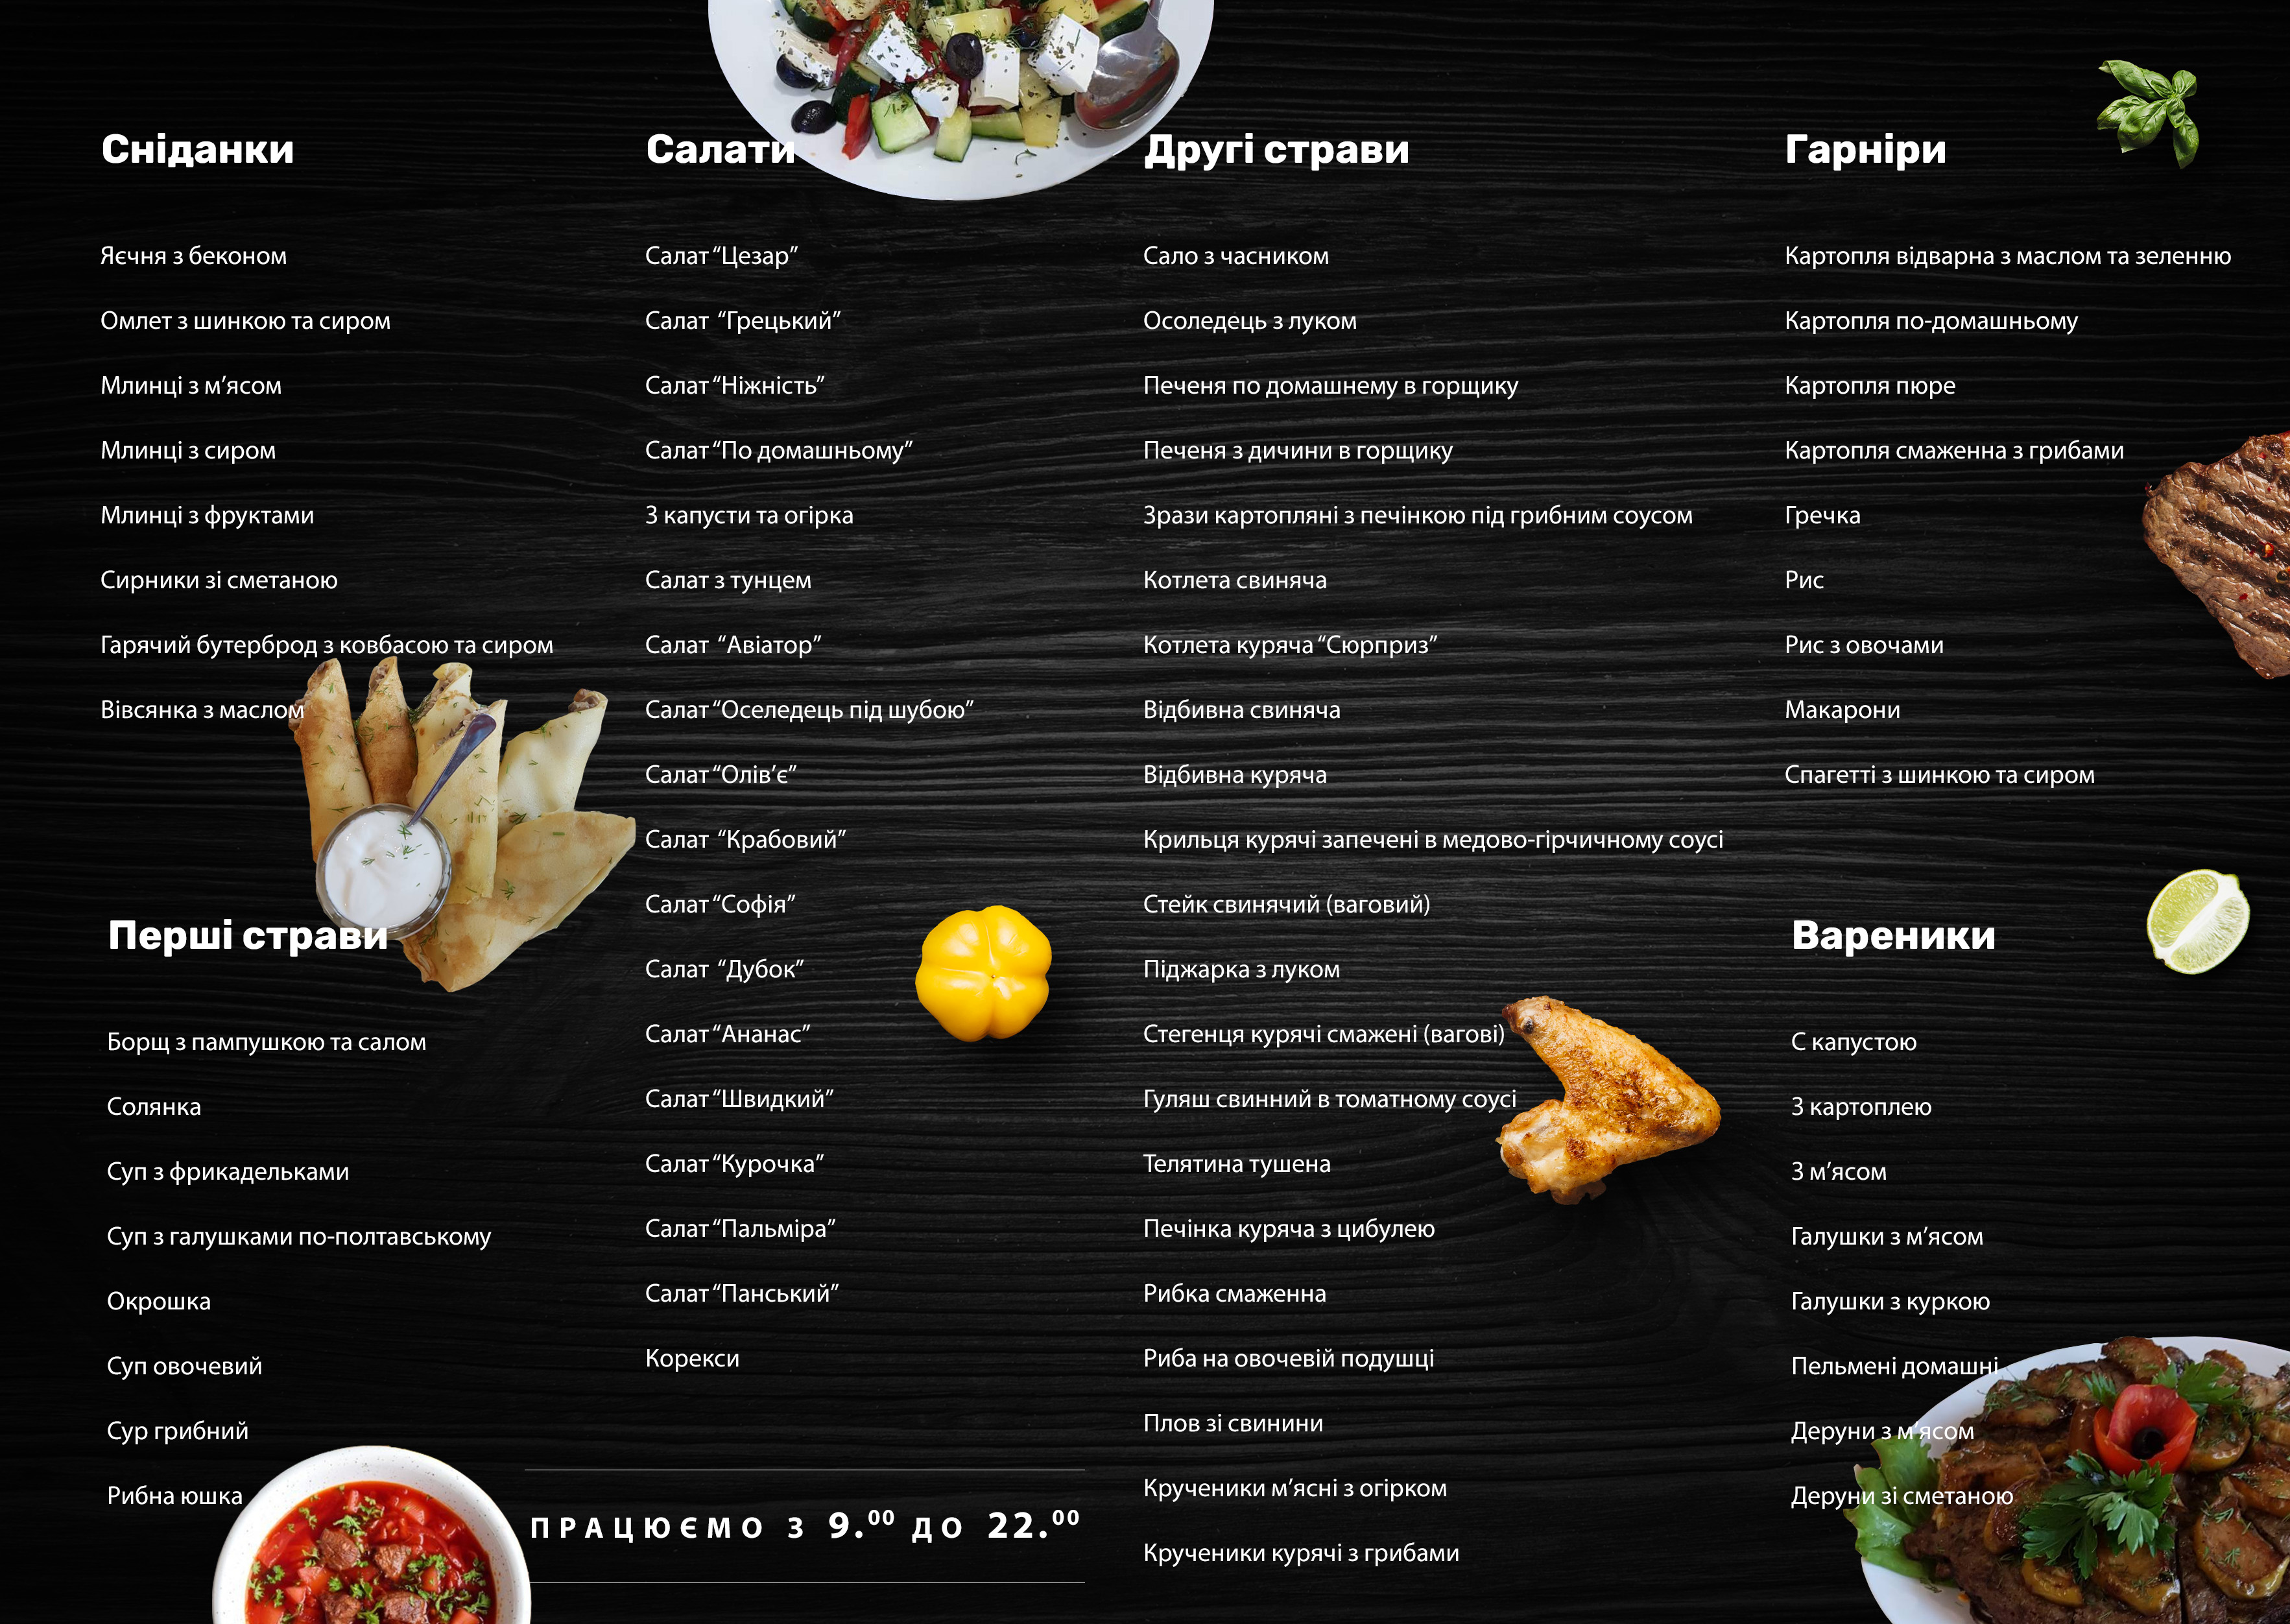 Сніданки
Яєчня з беконом
Омлет з шинкою та сиром
Млинці з м’ясом
Млинці з сиром
Млинці з фруктами
Сирники зі сметаною
Гарячий бутерброд з ковбасою та сиром
Вівсянка з маслом
Перші страви
Борщ з пампушкою та салом
Солянка
Суп з фрикадельками
Суп з галушками по-полтавському
Окрошка
Суп овочевий
Сур грибний
Рибна юшка
Салати
Салат “Цезар”
Салат “Грецький”
Салат “Ніжність”
Салат “По домашньому”
З капусти та огірка
Салат з тунцем
Салат “Авіатор”
Салат “Оселедець під шубою”
Салат “Олів’є”
Салат “Крабовий”
Салат “Софія”
Салат “Дубок”
Салат “Ананас”
Салат “Швидкий”
Салат “Курочка”
Салат “Пальміра”
Салат “Панський”
Корекси
ПРАЦЮЄМО З 9.00 ДО 22.00
Другі страви
Сало з часником
Осоледець з луком
Печеня по домашнему в горщику
Печеня з дичини в горщику
Зрази картопляні з печінкою під грибним соусом
Котлета свиняча
Котлета куряча “Сюрприз”
Відбивна свиняча
Відбивна куряча
Крильця курячі запечені в медово-гірчичному соусі
Стейк свинячий (ваговий)
Піджарка з луком
Стегенця курячі смажені (вагові)
Гуляш свинний в томатному соусі
Телятина тушена
Печінка куряча з цибулею
Рибка смаженна
Риба на овочевій подушці
Плов зі свинини
Крученики м’ясні з огірком
Крученики курячі з грибами
Гарніри
Картопля відварна з маслом та зеленню
Картопля по-домашньому
Картопля пюре
Картопля смаженна з грибами
Гречка
Рис
Рис з овочами
Макарони
Спагетті з шинкою та сиром
Вареники
С капустою
З картоплею
З м’ясом
Галушки з м’ясом
Галушки з куркою
Пельмені домашні
Деруни з м’ясом
Деруни зі сметаною